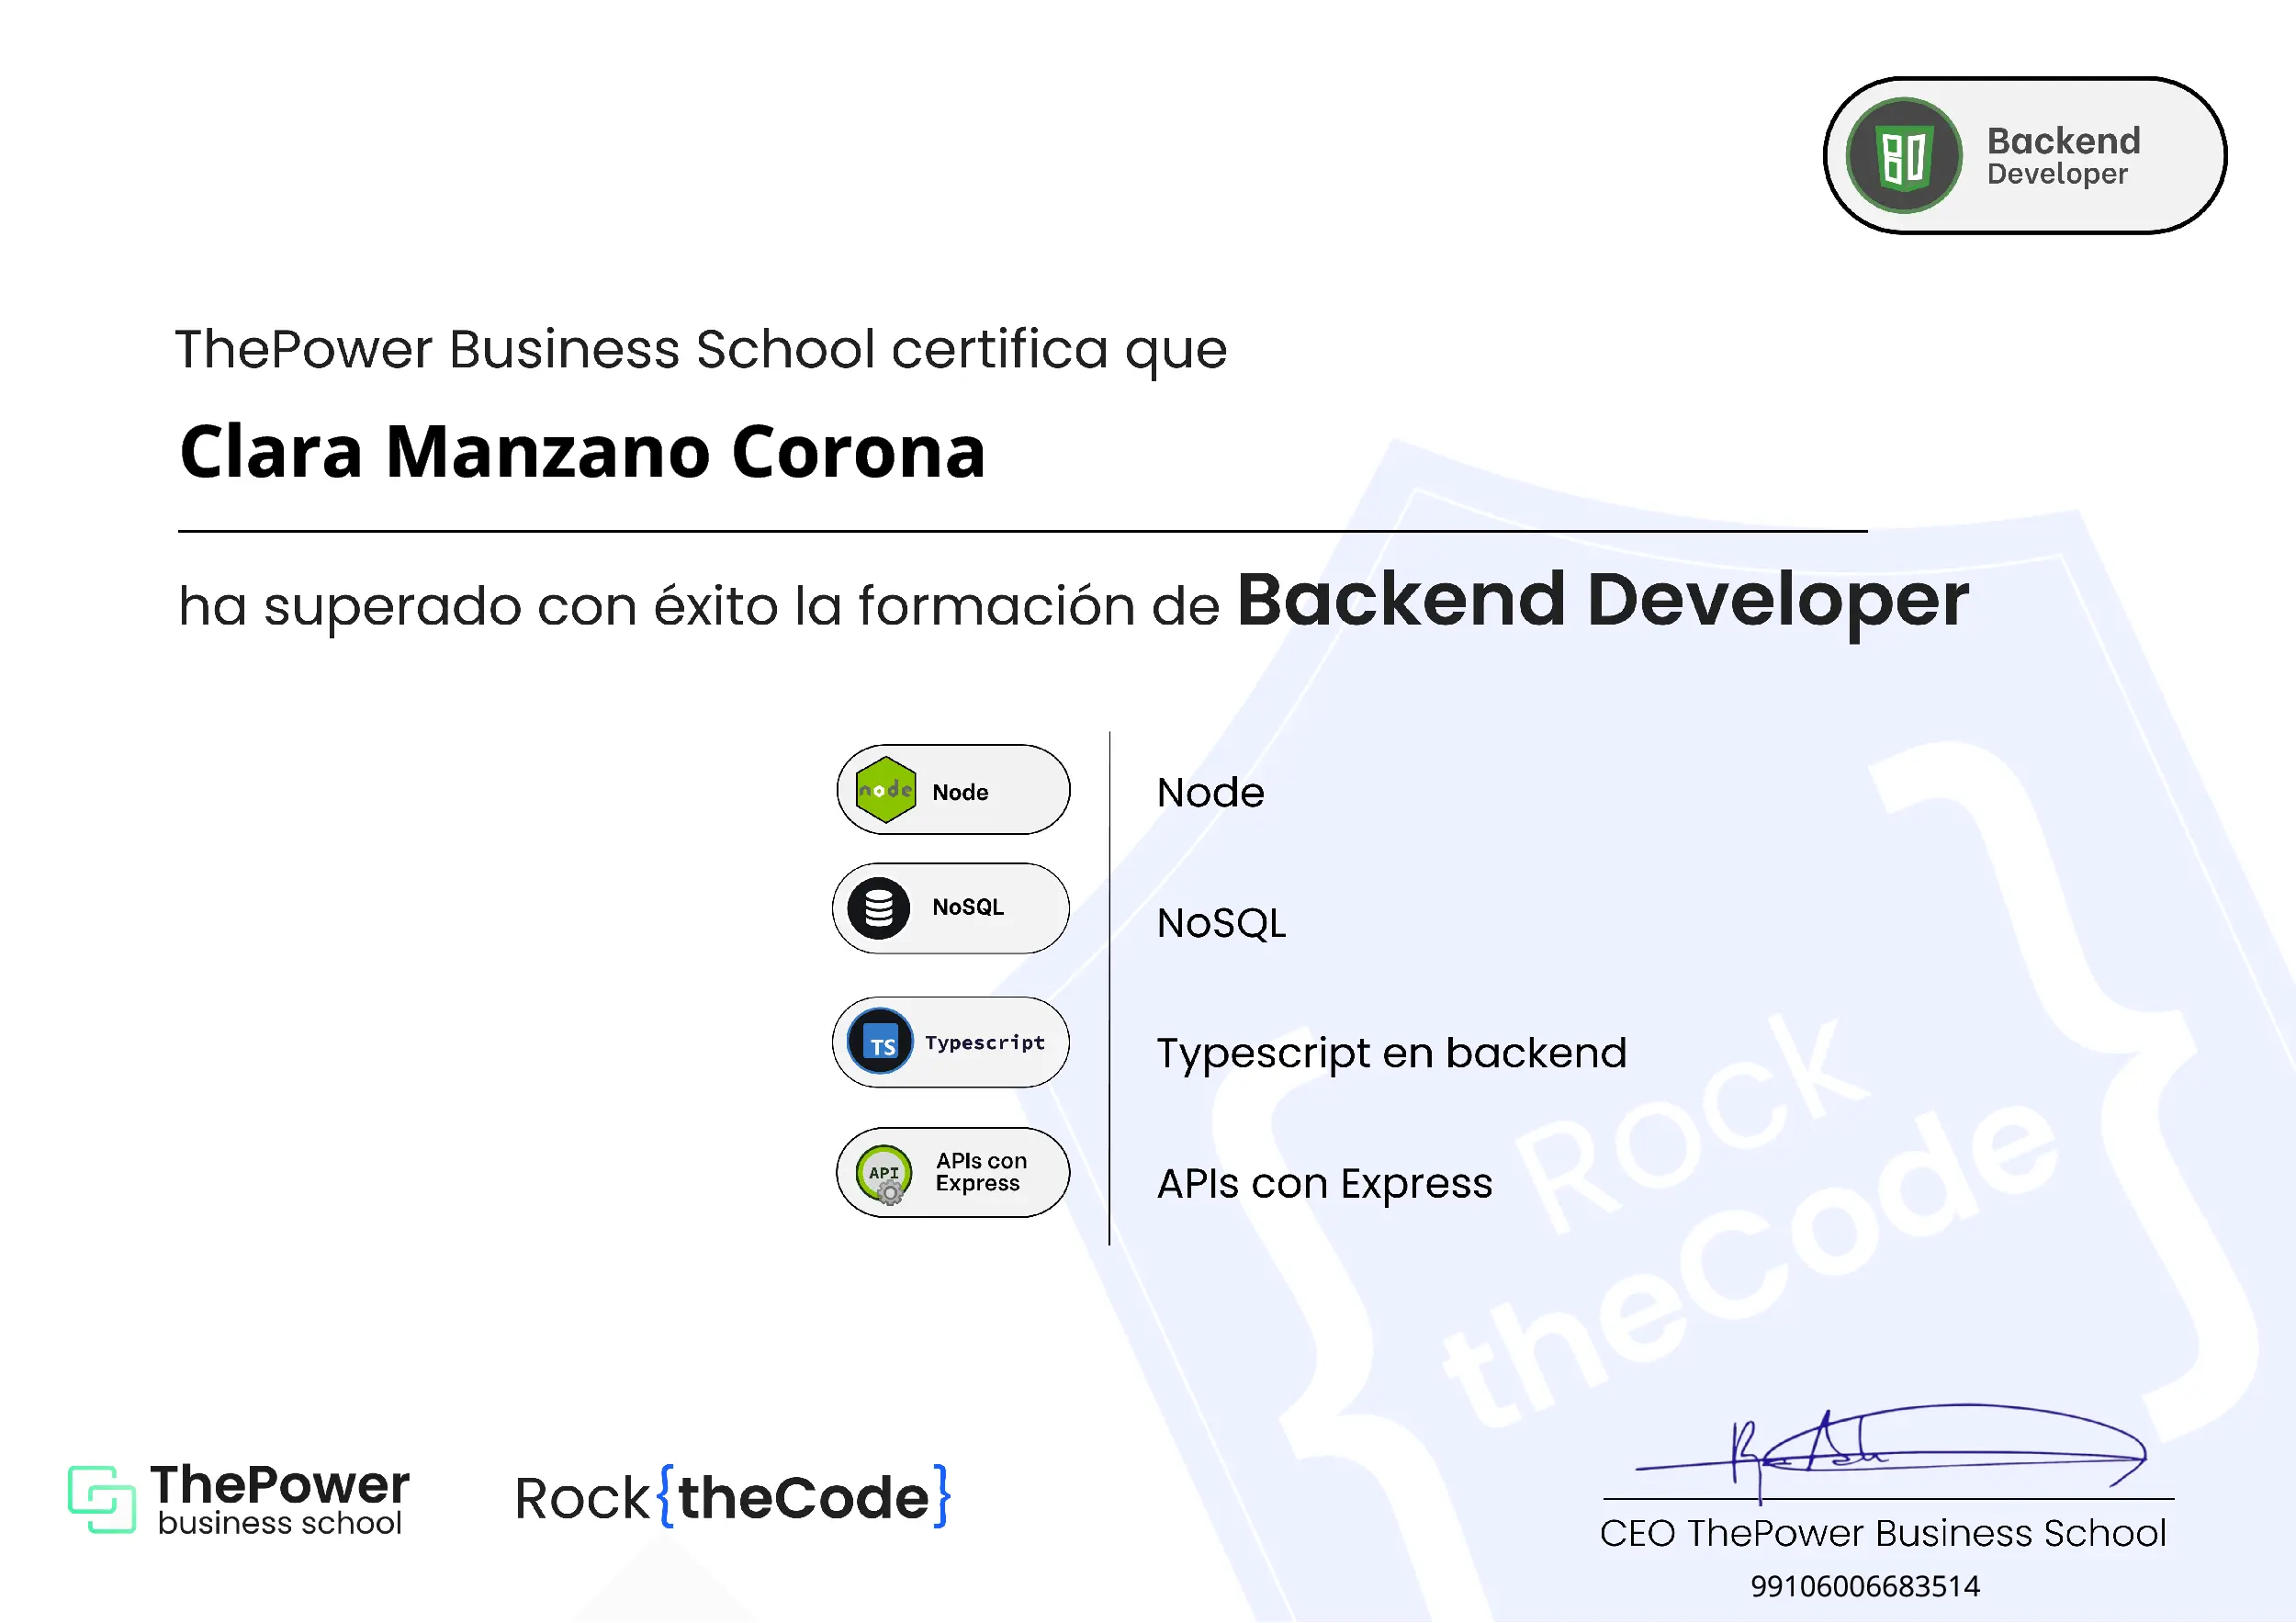 Backend
Developer
ThePower Business School certifica que
Clara Manzano Corona
ha superado con éxito la formación de Backend Developer
node Node
Node
NoSQL
NoSQL
TS Typescript
Typescript en backend
API APIs con
Express
APIs con Express
Rock
theCode
ThePower
business school
Rock{theCode}
CEO ThePower Business School
99106006683514